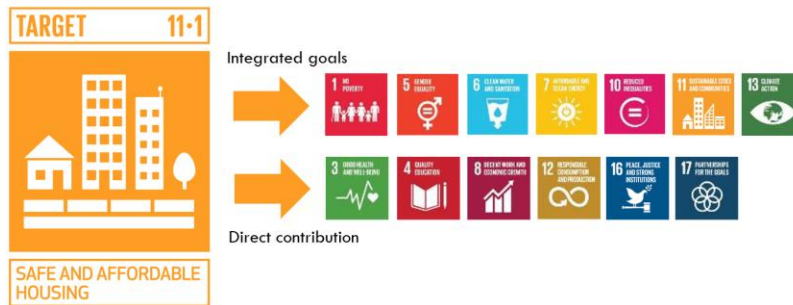 TARGET 11·1
Integrated goals
1 NO
POVERTY
5 GENDER
EQUALITY
6 CLEAN WATER
AND SANITATION
7 AFFORDABLE AND
CLEAN ENERGY
10 REDUCED
INEQUALITIES
11 SUSTAINABLE CITIES
AND COMMUNITIES
13 CLIMATE
ACTION
3 GOOD HEALTH
AND WELL-BEING
4 QUALITY
EDUCATION
8 DECENT WORK AND
ECONOMIC GROWTH
12 RESPONSIBLE
CONSUMPTION
AND PRODUCTION
16 PEACE, JUSTICE
AND STRONG
INSTITUTIONS
17 PARTNERSHIPS
FOR THE GOALS
Direct contribution
SAFE AND AFFORDABLE
HOUSING